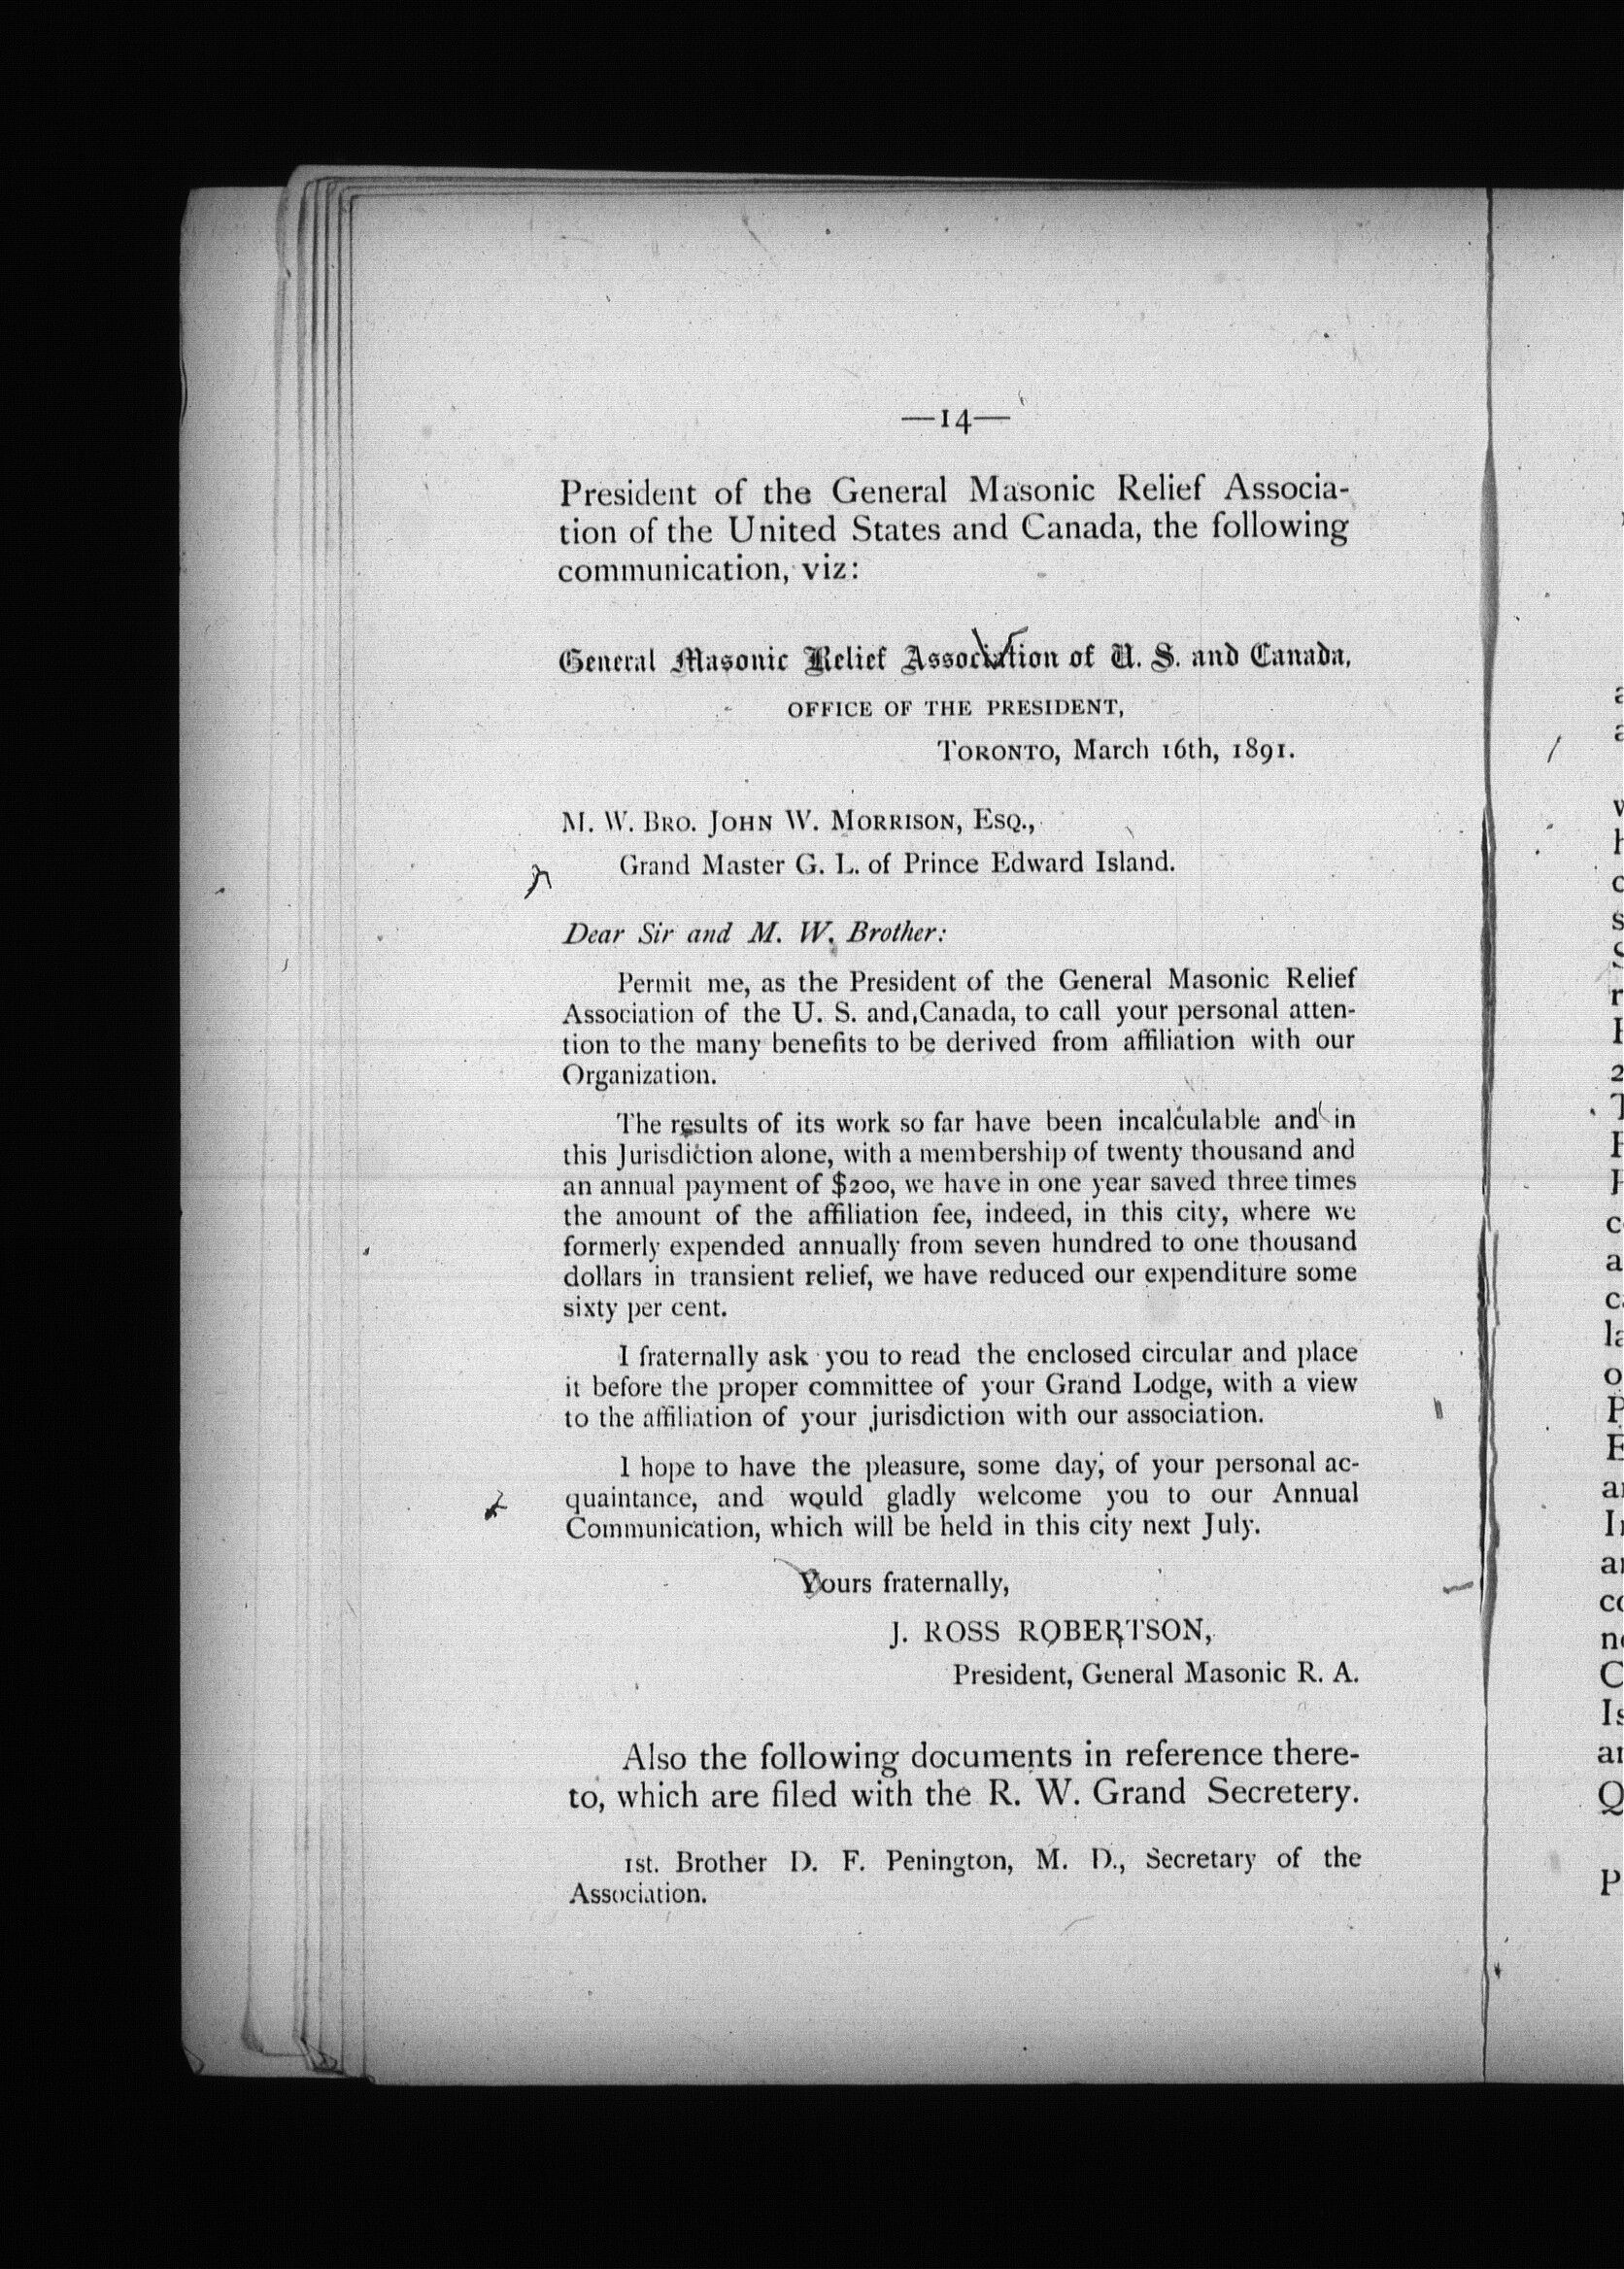 —14—
President of the General Masonic Relief Associa-
tion of the United States and Canada, the following
communication, viz:
General Masonic Relief Association of U. S. and Canada,
OFFICE OF THE PRESIDENT,
TORONTO, March 16th, 1891.
M. W. BRO. JOHN W. MORRISON, ESQ.,
Grand Master G. L. of Prince Edward Island.
Dear Sir and M. W. Brother:
Permit me, as the President of the General Masonic Relief
Association of the U. S. and Canada, to call your personal atten-
tion to the many benefits to be derived from affiliation with our
Organization.
The results of its work so far have been incalculable and in
this Jurisdiction alone, with a membership of twenty thousand and
an annual payment of $200, we have in one year saved three times
the amount of the affiliation fee, indeed, in this city, where we
formerly expended annually from seven hundred to one thousand
dollars in transient relief, we have reduced our expenditure some
sixty per cent.
I fraternally ask you to read the enclosed circular and place
it before the proper committee of your Grand Lodge, with a view
to the affiliation of your jurisdiction with our association.
I hope to have the pleasure, some day, of your personal ac-
quaintance, and would gladly welcome you to our Annual
Communication, which will be held in this city next July.
Yours fraternally,
J. ROSS ROBERTSON,
President, General Masonic R. A.
Also the following documents in reference there-
to, which are filed with the R. W. Grand Secretery.
1st. Brother D. F. Penington, M. D., Secretary of the
Association.